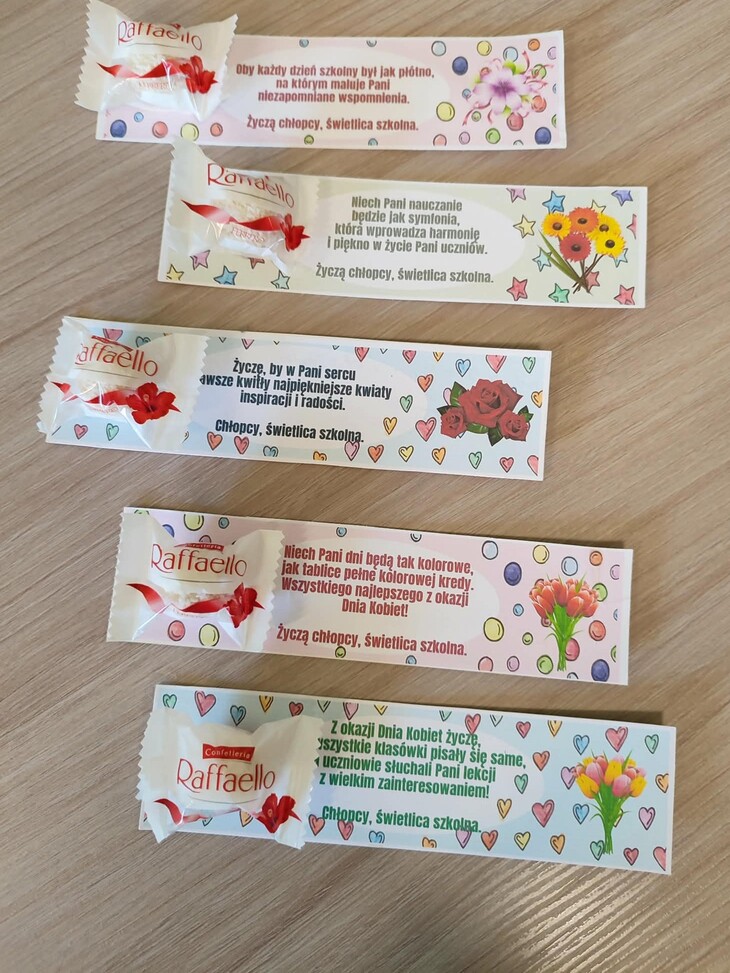 Raffaello
Oby każdy dzień szkolny był jak płótno,
na którym maluje Pani
niezapomniane wspomnienia.
Życzą chłopcy, świetlica szkolna.
Raffaello
Niech Pani nauczanie
będzie jak symfonia,
która wprowadza harmonię
i piękno w życie Pani uczniów.
Życzą chłopcy, świetlica szkolna.
Raffaello
Życzę, by w Pani sercu
zawsze kwitły najpiękniejsze kwiaty
inspiracji i radości.
Chłopcy, świetlica szkolna.
Raffaello
Niech Pani dni będą tak kolorowe,
jak tablice pełne kolorowej kredy.
Wszystkiego najlepszego z okazji
Dnia Kobiet!
Życzą chłopcy, świetlica szkolna.
Confetteria
Raffaello
Z okazji Dnia Kobiet życzę,
wszystkie klasówki pisały się same,
uczniowie słuchali Pani lekcji
z wielkim zainteresowaniem!
Chłopcy, świetlica szkolna.